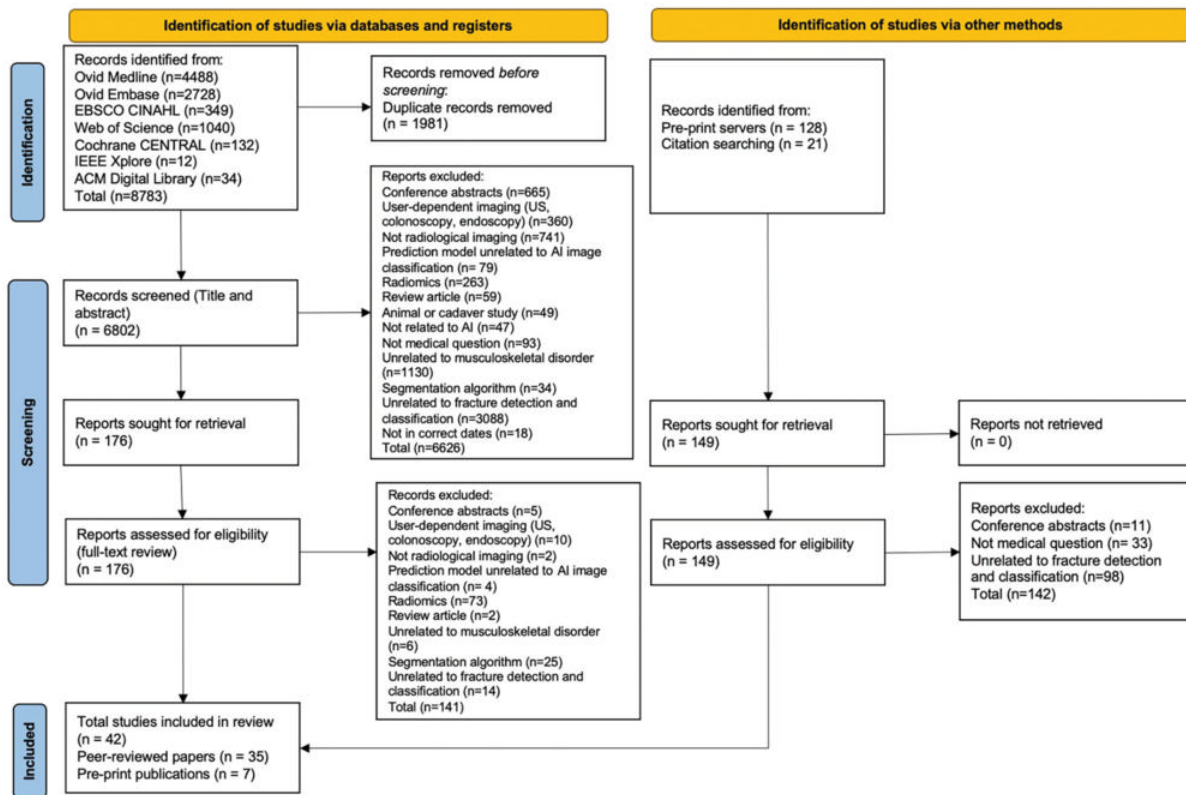 Identification of studies via databases and registers
Identification of studies via other methods
Identification
Records identified from:
Ovid Medline (n=4488)
Ovid Embase (n=2728)
EBSCO CINAHL (n=349)
Web of Science (n=1040)
Cochrane CENTRAL (n=132)
IEEE Xplore (n=12)
ACM Digital Library (n=34)
Total (n=8783)
Records removed before
screening:
Duplicate records removed
(n = 1981)
Records identified from:
Pre-print servers (n = 128)
Citation searching (n = 21)
Screening
Records screened (Title and
abstract)
(n = 6802)
Reports excluded:
Conference abstracts (n=665)
User-dependent imaging (US,
colonoscopy, endoscopy) (n=360)
Not radiological imaging (n=741)
Prediction model unrelated to AI image
classification (n= 79)
Radiomics (n=263)
Review article (n=59)
Animal or cadaver study (n=49)
Not related to AI (n=47)
Not medical question (n=93)
Unrelated to musculoskeletal disorder
(n=1130)
Segmentation algorithm (n=34)
Unrelated to fracture detection and
classification (n=3088)
Not in correct dates (n=18)
Total (n=6626)
Reports sought for retrieval
(n = 176)
Reports sought for retrieval
(n = 149)
Reports not retrieved
(n = 0)
Reports assessed for eligibility
(full-text review)
(n = 176)
Records excluded:
Conference abstracts (n=5)
User-dependent imaging (US,
colonoscopy, endoscopy) (n=10)
Not radiological imaging (n=2)
Prediction model unrelated to AI image
classification (n= 4)
Radiomics (n=73)
Review article (n=2)
Unrelated to musculoskeletal disorder
(n=6)
Segmentation algorithm (n=25)
Unrelated to fracture detection and
classification (n=14)
Total (n=141)
Reports assessed for eligibility
(n = 149)
Reports excluded:
Conference abstracts (n=11)
Not medical question (n= 33)
Unrelated to fracture detection
and classification (n=98)
Total (n=142)
Included
Total studies included in review
(n = 42)
Peer-reviewed papers (n = 35)
Pre-print publications (n = 7)